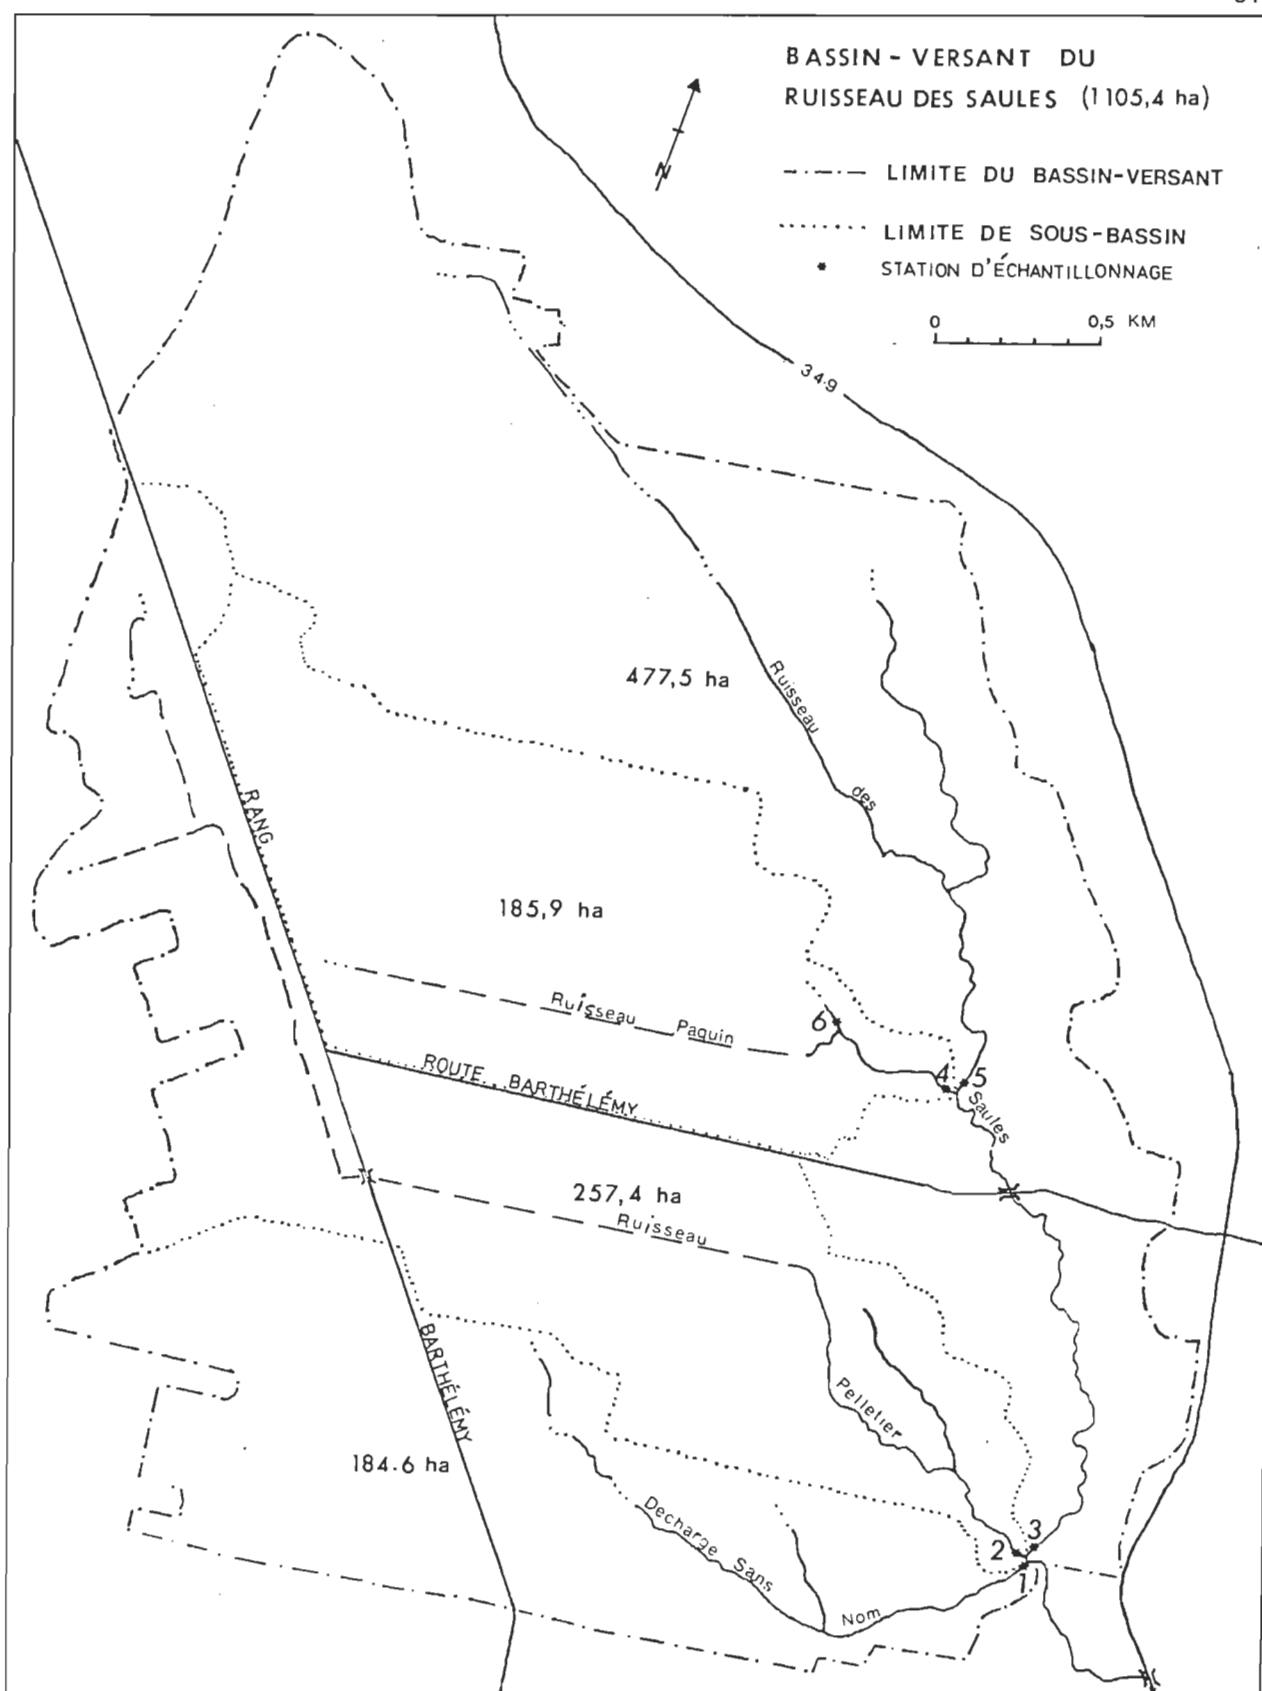 BASSIN-VERSANT DU
RUISSEAU DES SAULES (1105,4 ha)
N
LIMITE DU BASSIN-VERSANT
LIMITE DE SOUS-BASSIN
STATION D'ÉCHANTILLONNAGE
0 0,5 KM
349
477,5 ha
Ruisseau
des
RANG
185,9 ha
Ruisseau Paquin
6
ROUTE BARTHÉLÉMY
4
5
Saules
257,4 ha
Ruisseau
BARTHÉLÉMY
Pelletier
184.6 ha
Decharge Sans
Nom
2
3
1